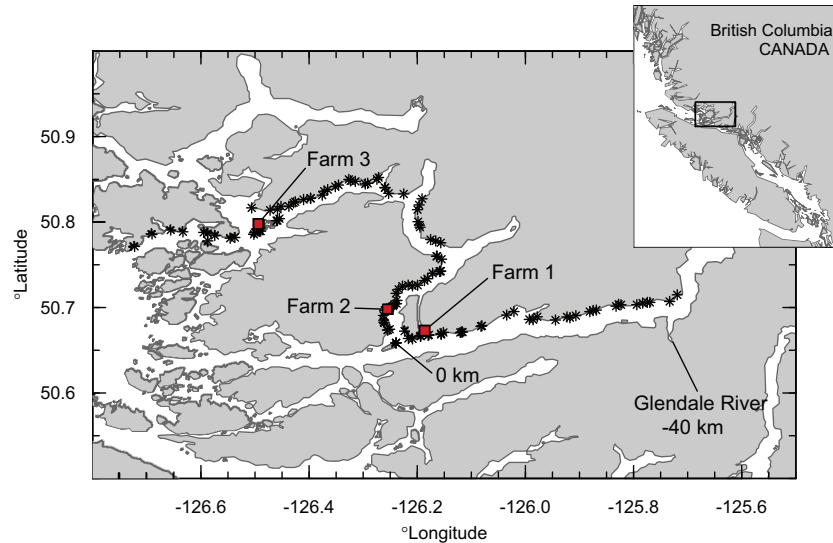 British Columbia
CANADA
50.9
Farm 3
50.8
°Latitude
Farm 1
Farm 2
50.7
0 km
50.6
Glendale River
-40 km
-126.6
-126.4
-126.2
-126.0
-125.8
-125.6
°Longitude